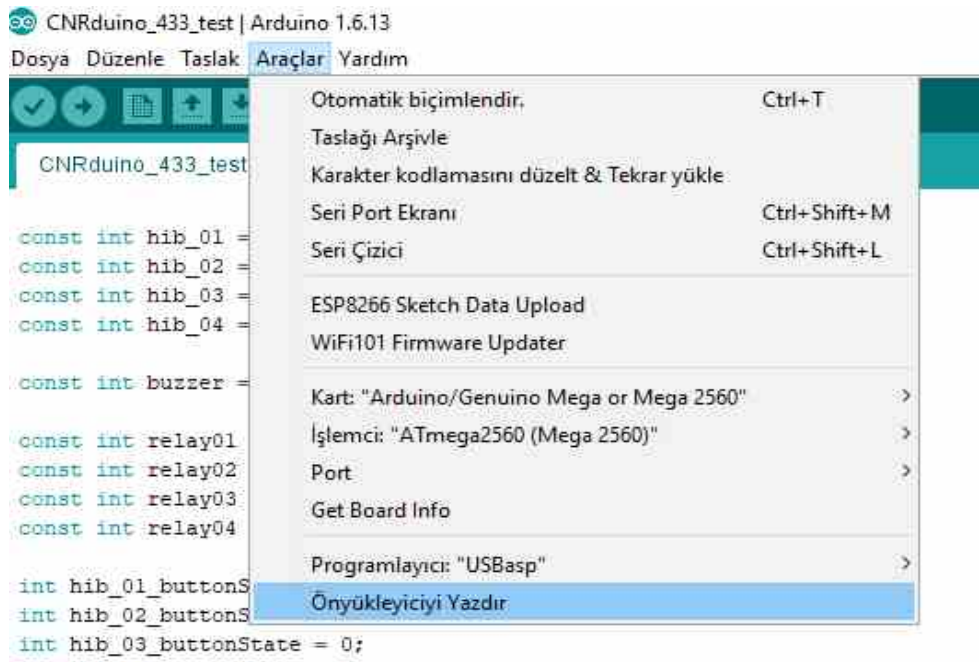 CNRduino_433_test | Arduino 1.6.13
Dosya Düzenle Taslak Araçlar Yardım
Otomatik biçimlendir. Ctrl+T
Taslağı Arşivle
CNRduino_433_test
Karakter kodlamasını düzelt & Tekrar yükle
Seri Port Ekranı Ctrl+Shift+M
Seri Çizici Ctrl+Shift+L
ESP8266 Sketch Data Upload
WiFi101 Firmware Updater
Kart: "Arduino/Genuino Mega or Mega 2560"
İşlemci: "ATmega2560 (Mega 2560)"
Port
Get Board Info
Programlayıcı: "USBasp"
Önyükleyiciyi Yazdır
const int hib_01 =
const int hib_02 =
const int hib_03 =
const int hib_04 =
const int buzzer =
const int relay01
const int relay02
const int relay03
const int relay04
int hib_01_buttonS
int hib_02_buttonS
int hib_03_buttonState = 0;